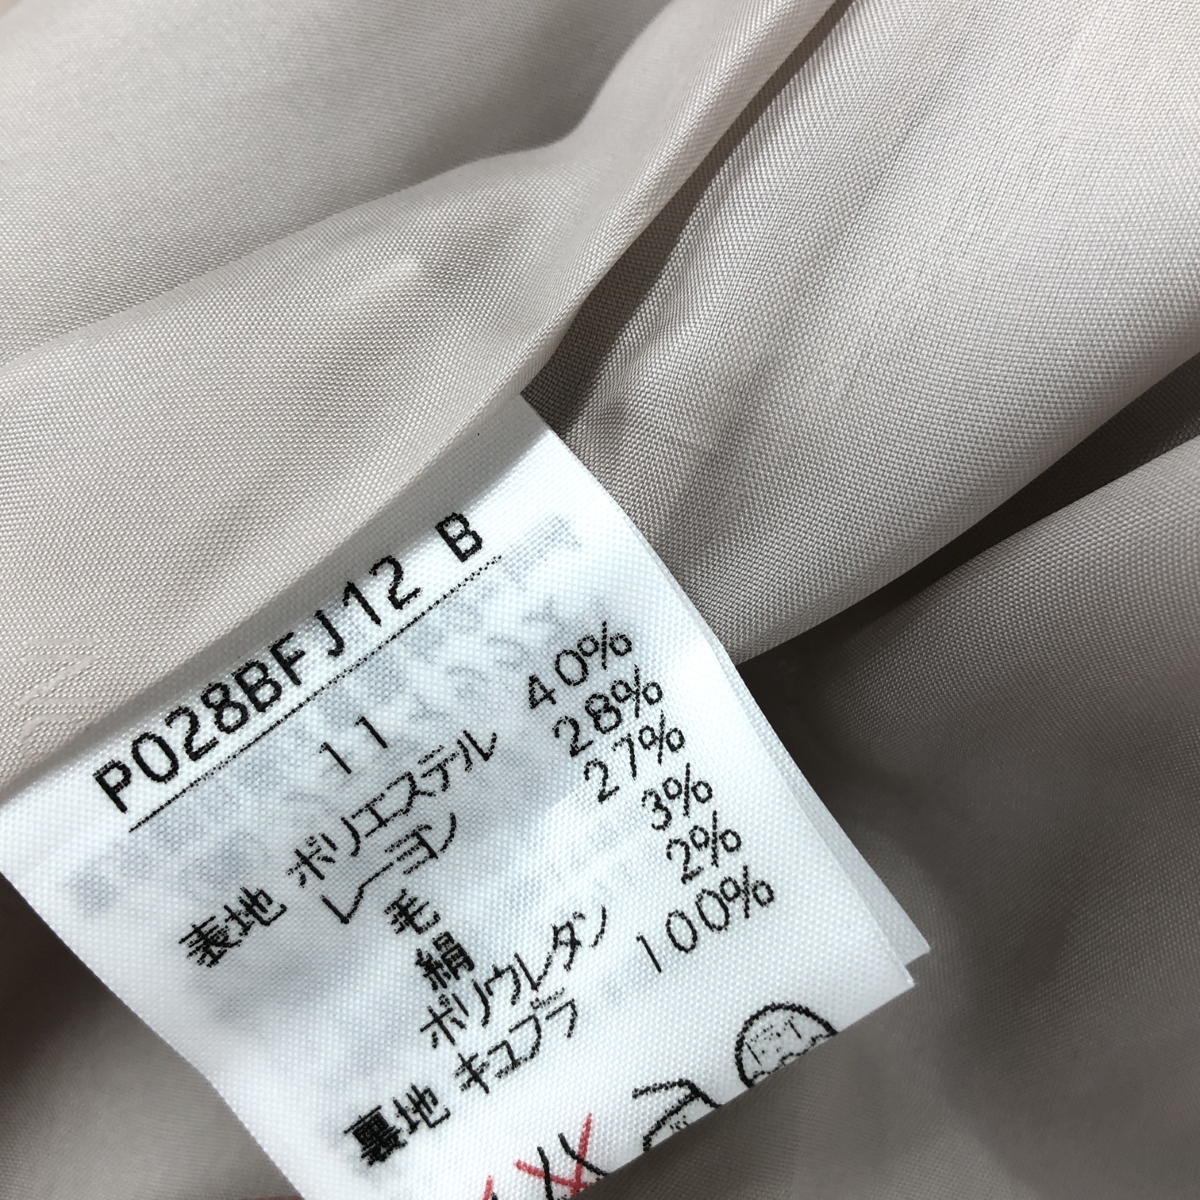 P028BFJ12 B
11
表地 ポリエステル 40%
レーヨン 28%
毛 27%
絹 3%
ポリウレタン 2%
裏地 キュプラ 100%